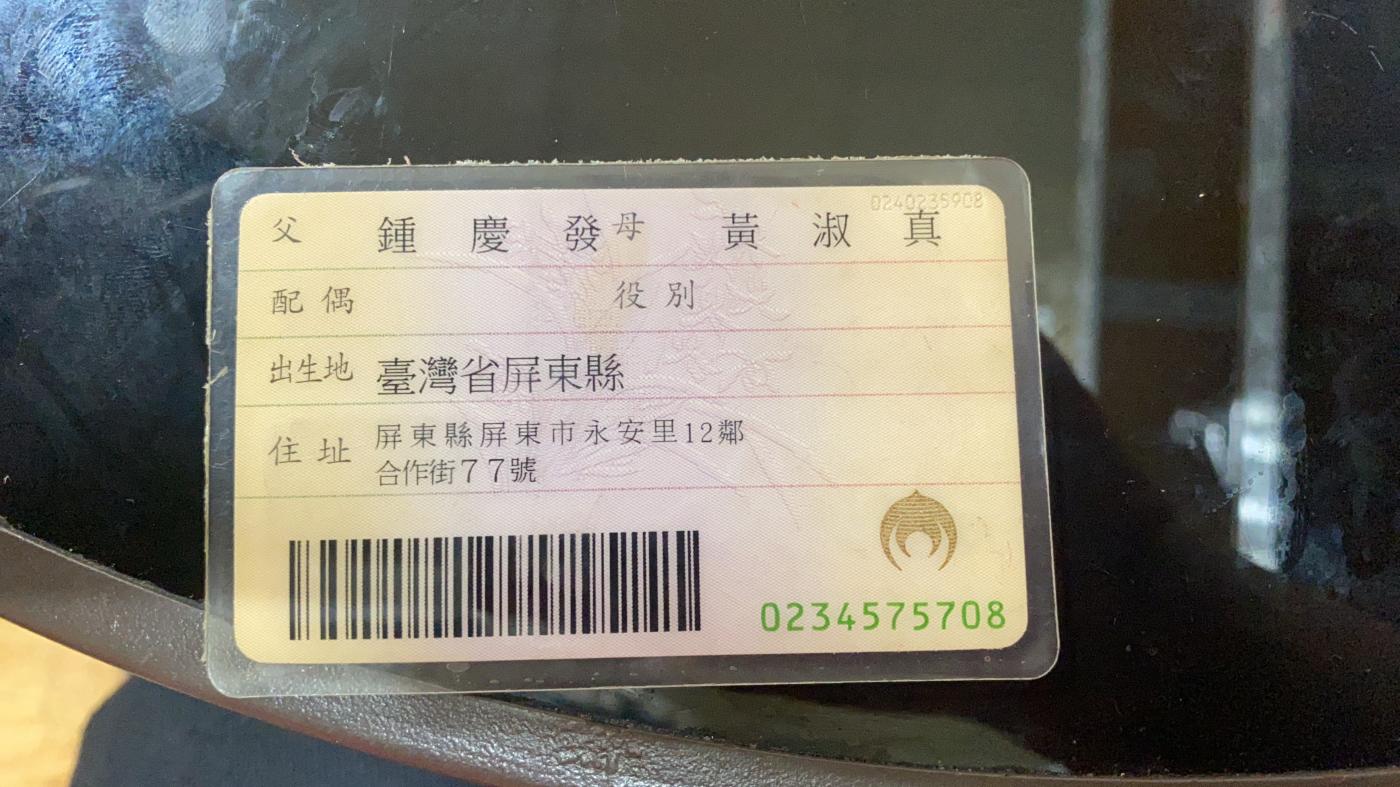 0240235908
父 鍾慶發 母 黃淑真
配偶 役別
出生地 臺灣省屏東縣
住址 屏東縣屏東市永安里12鄰
合作街77號
0234575708